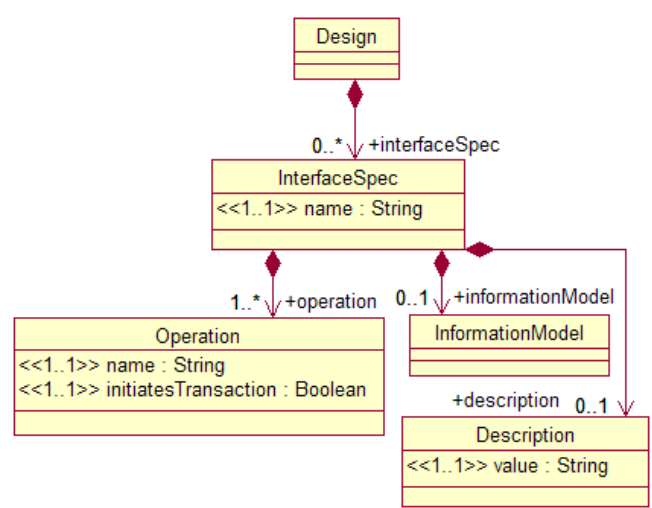 Design
0..* +interfaceSpec
InterfaceSpec
<<1..1>> name : String
1..* +operation
0..1 +informationModel
Operation
<<1..1>> name : String
<<1..1>> initiatesTransaction : Boolean
InformationModel
+description 0..1
Description
<<1..1>> value : String